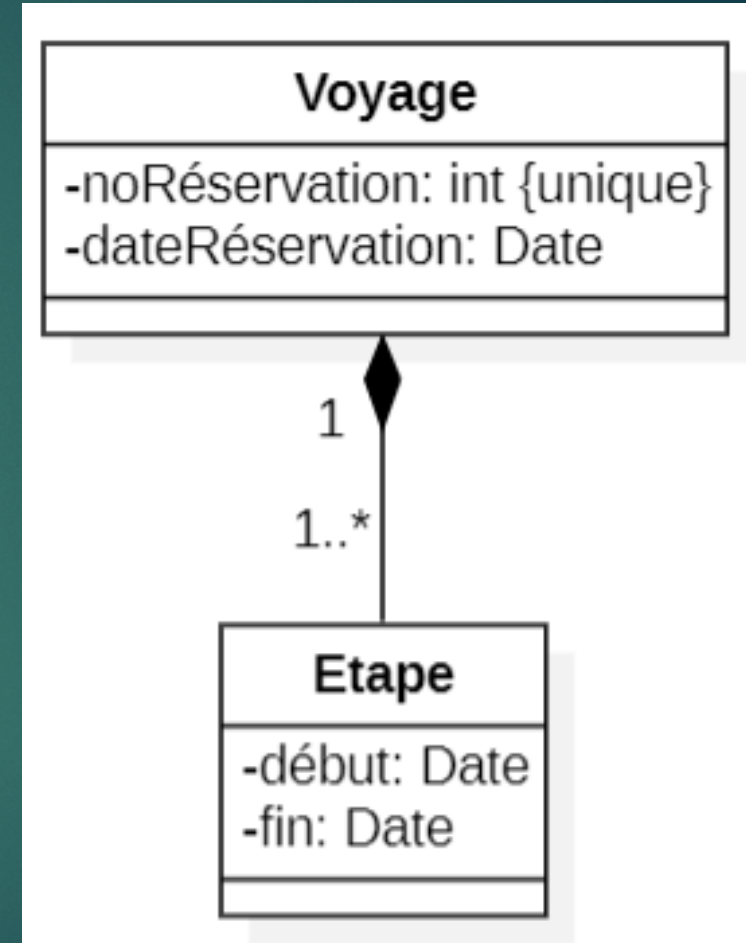 Voyage
-noRéservation: int {unique}
-dateRéservation: Date
1
1..*
Etape
-début: Date
-fin: Date